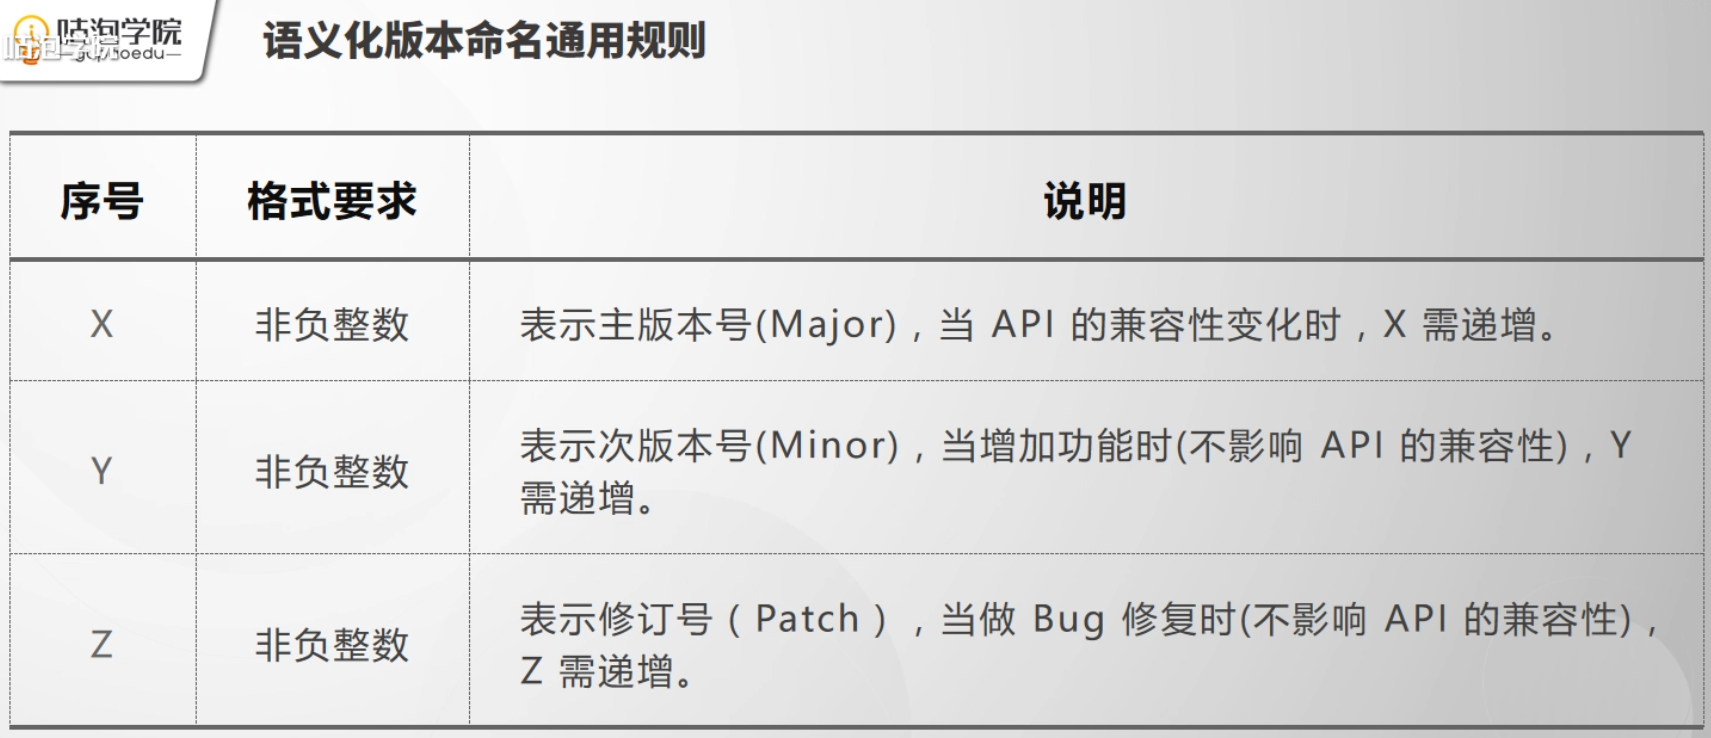 咕泡学院
咕泡学院
语义化版本命名通用规则
序号 格式要求 说明
X 非负整数 表示主版本号(Major)，当 API 的兼容性变化时，X 需递增。
Y 非负整数 表示次版本号(Minor)，当增加功能时(不影响 API 的兼容性)，Y
需递增。
Z 非负整数 表示修订号（Patch），当做 Bug 修复时(不影响 API 的兼容性)，
Z 需递增。